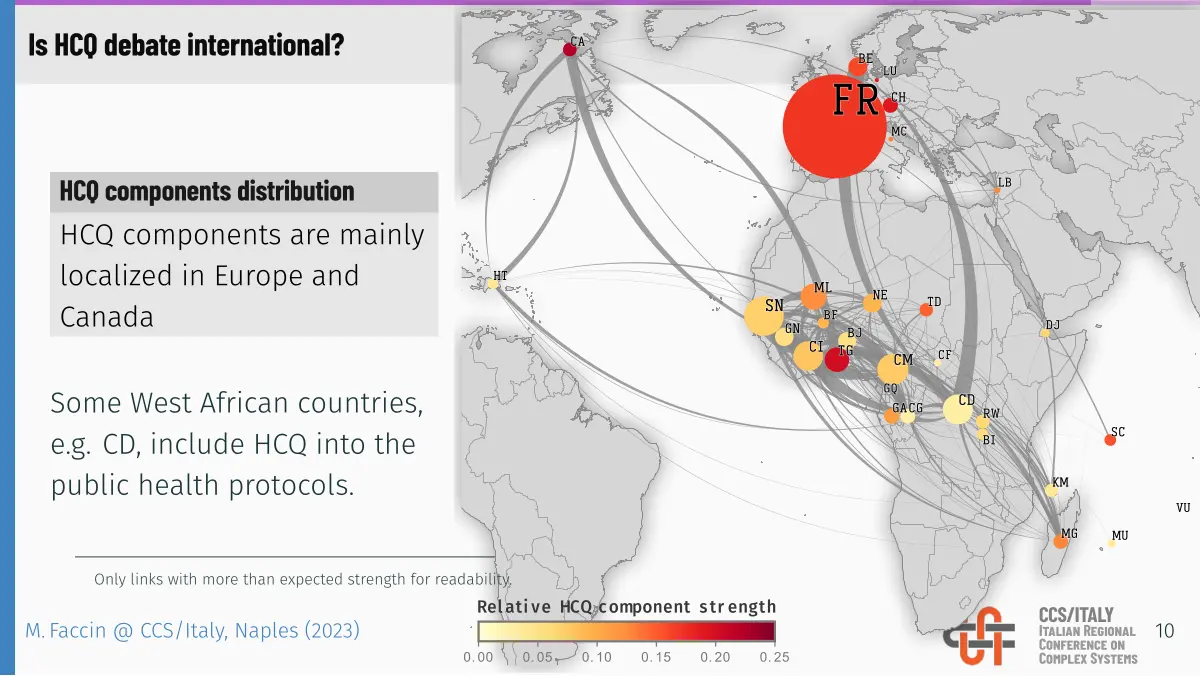 Is HCQ debate international?
HCQ components distribution
HCQ components are mainly
localized in Europe and
Canada
Some West African countries,
e.g. CD, include HCQ into the
public health protocols.
Only links with more than expected strength for readability.
M. Faccin @ CCS/Italy, Naples (2023)
CA
BE
LU
FR
CH
MC
LB
HT
ML
NE
TD
SN
BF
GN
BJ
DJ
CI
TG
CM
CF
GQ
CD
GACG
RW
BI
SC
KM
VU
MG
MU
Relative HCQ component strength
0.00 0.05 0.10 0.15 0.20 0.25
CCS/ITALY
ITALIAN REGIONAL
CONFERENCE ON
COMPLEX SYSTEMS
10